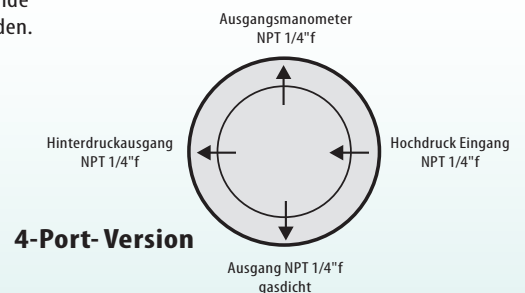 den.
Ausgangsmanometer
NPT 1/4"f
Hinterdruckausgang
NPT 1/4"f
Hochdruck Eingang
NPT 1/4"f
4-Port- Version
Ausgang NPT 1/4"f
gasdicht